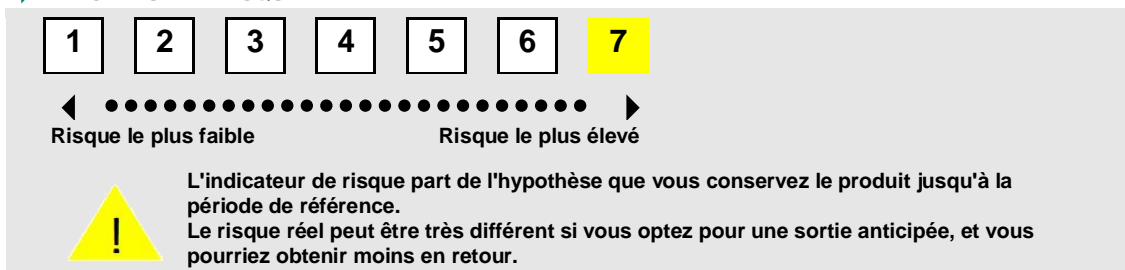 1 2 3 4 5 6 7
Risque le plus faible Risque le plus élevé
L'indicateur de risque part de l'hypothèse que vous conservez le produit jusqu'à la
période de référence.
Le risque réel peut être très différent si vous optez pour une sortie anticipée, et vous
pourriez obtenir moins en retour.
!